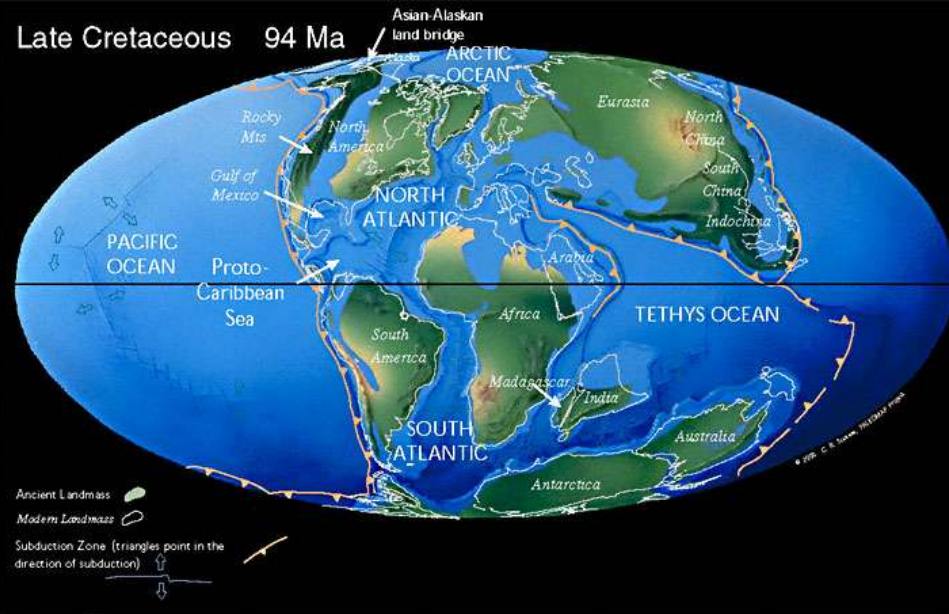 Late Cretaceous 94 Ma
Asian-Alaskan
land bridge
Alaska
ARCTIC
OCEAN
Rocky
Mts
North
America
Eurasia
North
China
South
China
Indochina
Gulf of
Mexico
NORTH
ATLANTIC
PACIFIC
OCEAN
Proto-
Caribbean
Sea
Arabia
Africa
TETHYS OCEAN
South
America
Madagascar
India
SOUTH
ATLANTIC
Australia
Antarctica
Ancient Landmass
Modern Landmass
Subduction Zone (triangles point in the
direction of subduction)